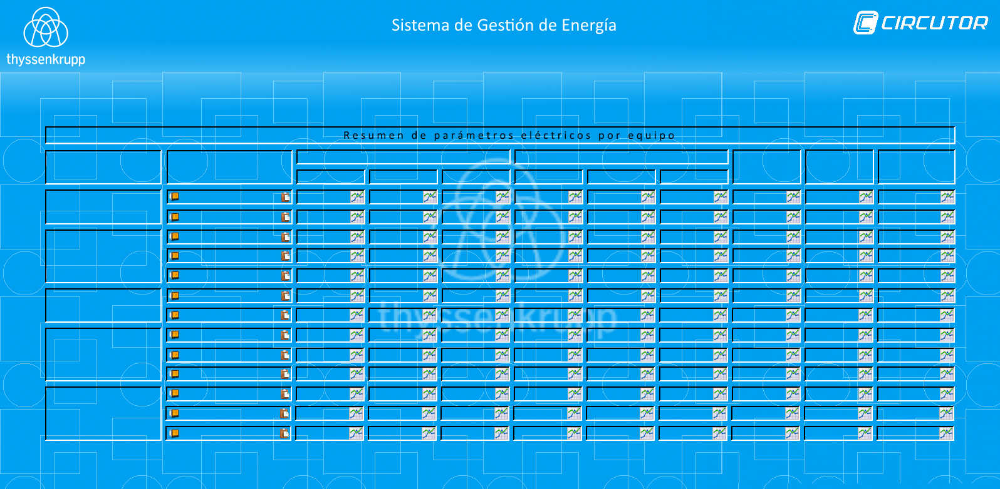 Sistema de Gestión de Energía
CIRCUTOR
thyssenkrupp
Resumen de parámetros eléctricos por equipo
thyssenkrupp